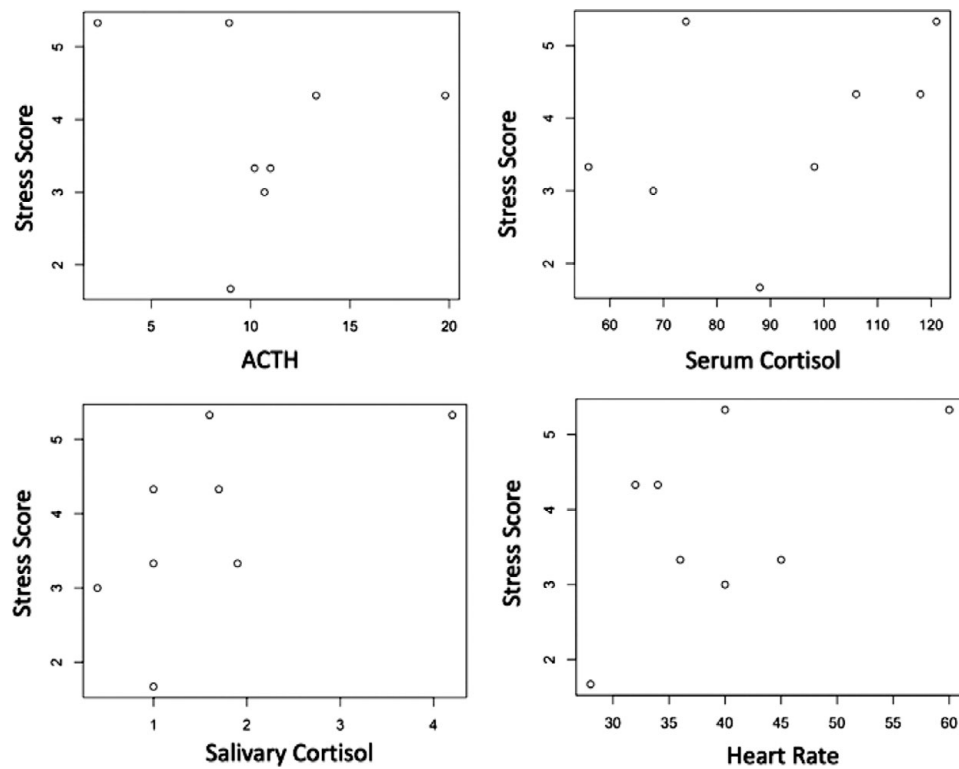 Stress Score
5
4
3
2
5 10 15 20
ACTH
Stress Score
5
4
3
2
60 70 80 90 100 110 120
Serum Cortisol
Stress Score
5
4
3
2
1 2 3 4
Salivary Cortisol
Stress Score
5
4
3
2
30 35 40 45 50 55 60
Heart Rate